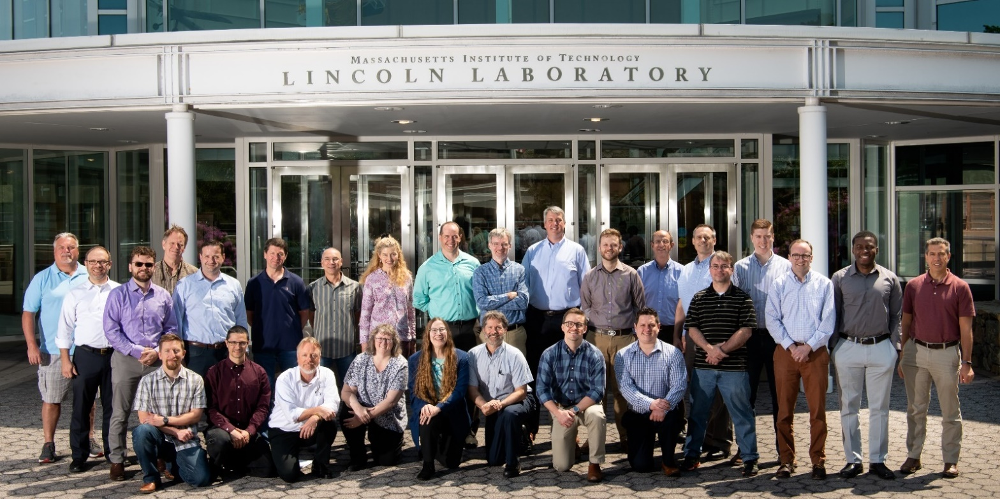 MASSACHUSETTS INSTITUTE OF TECHNOLOGY
LINCOLN LABORATORY